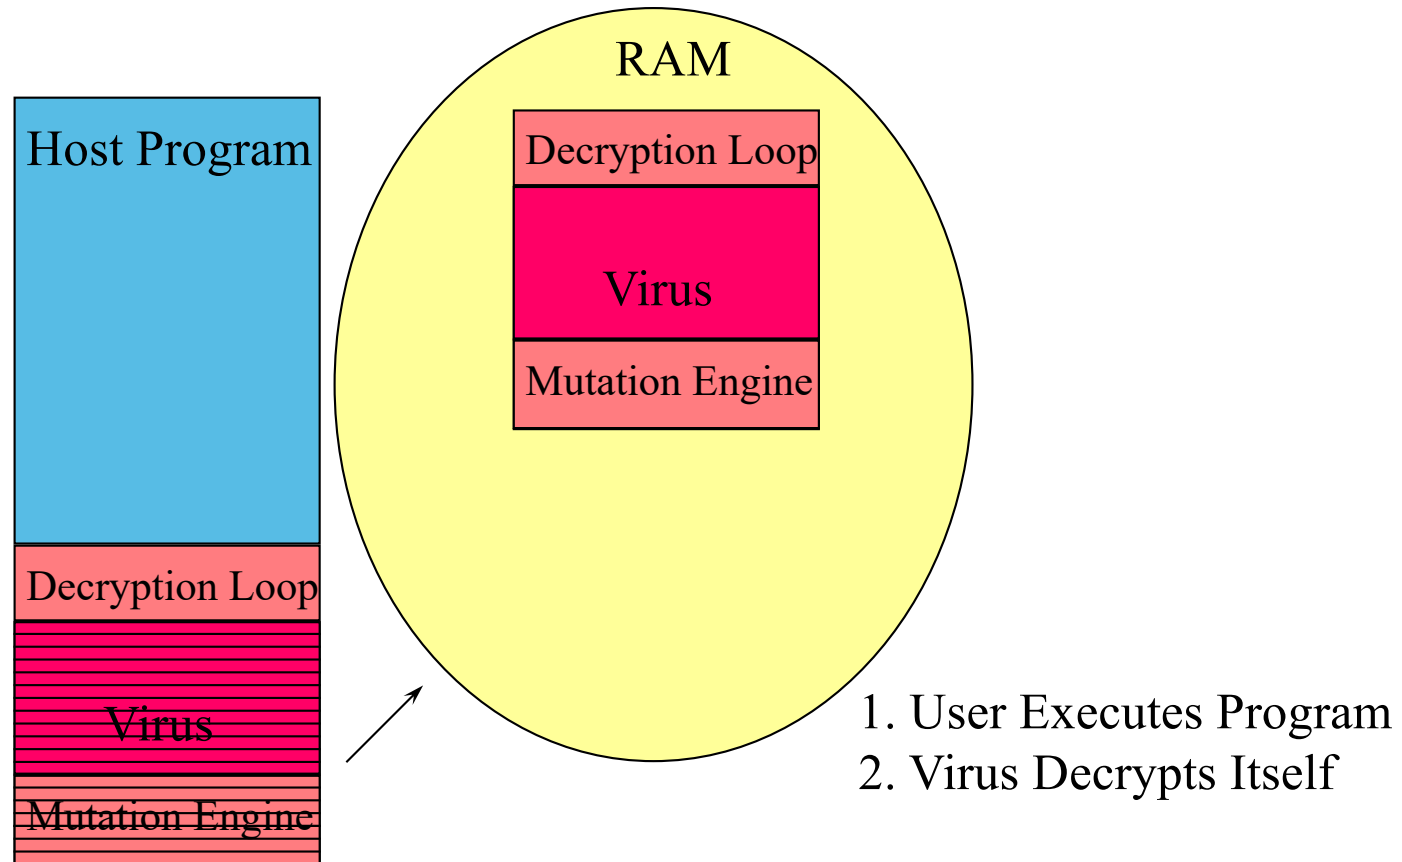 RAM
Host Program
Decryption Loop
Virus
Mutation Engine
Decryption Loop
Virus
Mutation Engine
1. User Executes Program
2. Virus Decrypts Itself